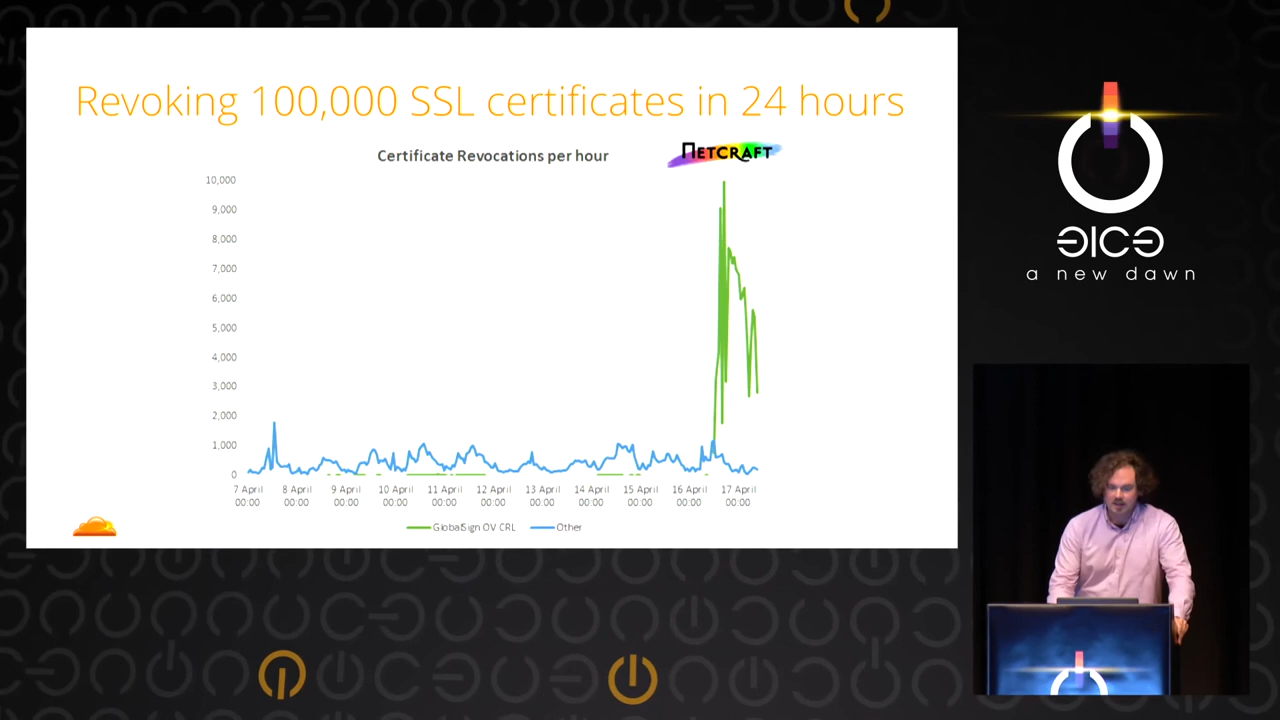 Revoking 100,000 SSL certificates in 24 hours
Certificate Revocations per hour
NETCRAFT
10,000
9,000
8,000
7,000
6,000
5,000
4,000
3,000
2,000
1,000
0
7 April 8 April 9 April 10 April 11 April 12 April 13 April 14 April 15 April 16 April 17 April
00:00 00:00 00:00 00:00 00:00 00:00 00:00 00:00 00:00 00:00 00:00
GlobalSign OV CRL Other
a new dawn